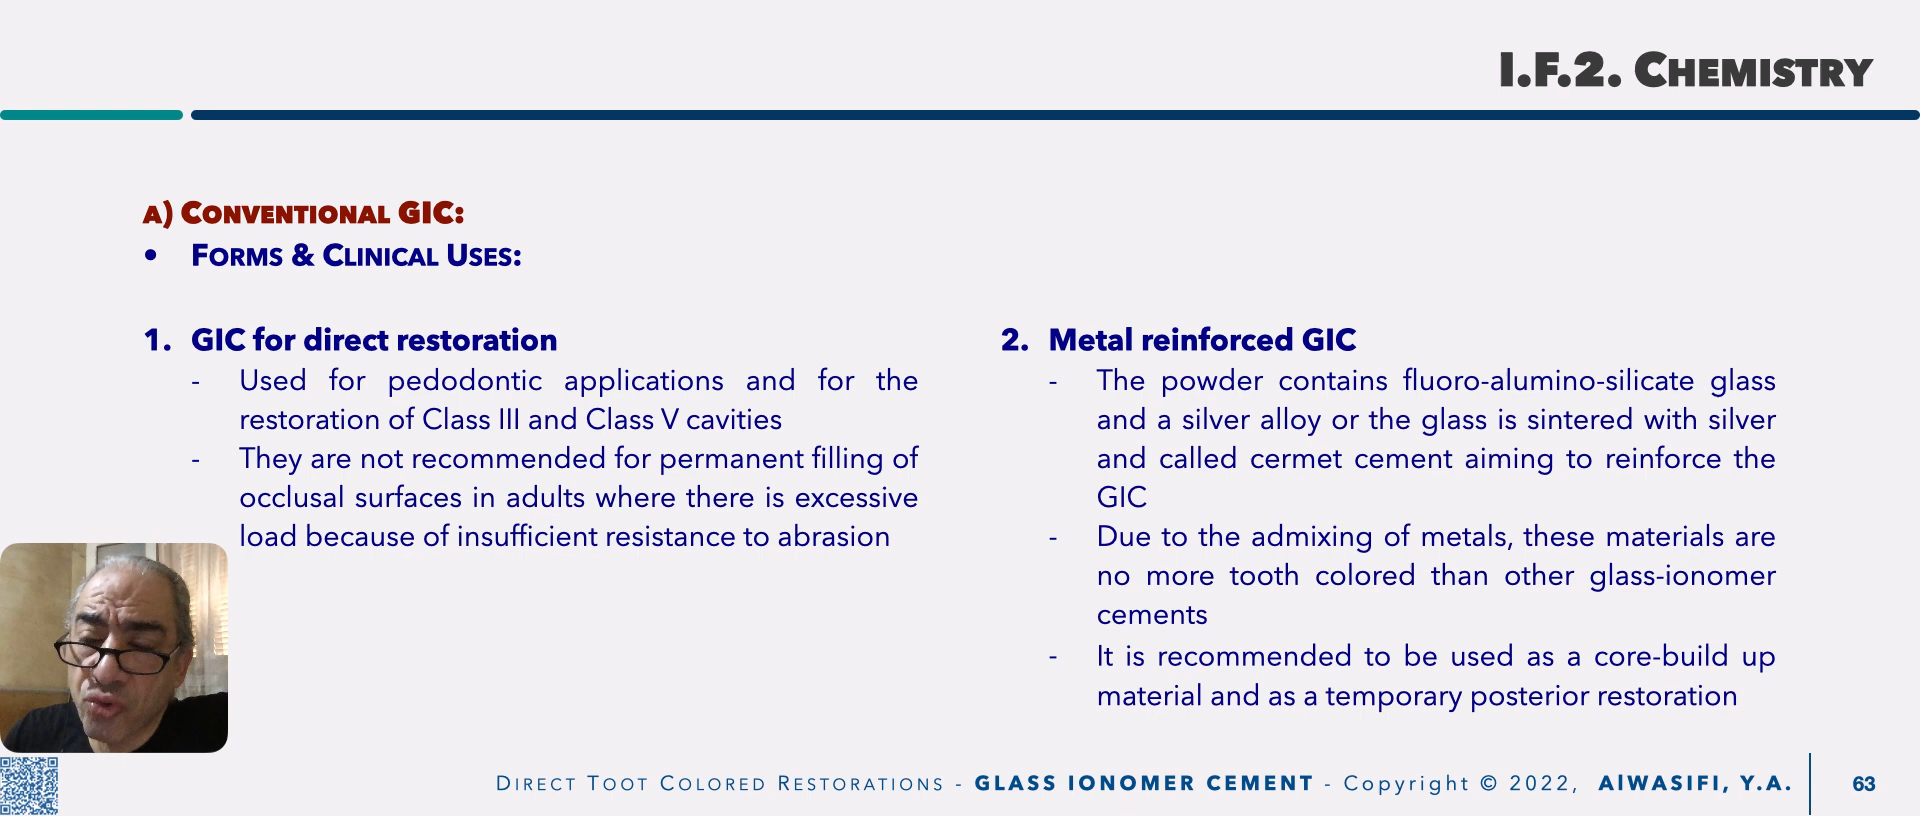 I.F.2. Chemistry
a) Conventional GIC:
• Forms & Clinical Uses:
1. GIC for direct restoration
- Used for pedodontic applications and for the
restoration of Class III and Class V cavities
- They are not recommended for permanent filling of
occlusal surfaces in adults where there is excessive
load because of insufficient resistance to abrasion
2. Metal reinforced GIC
- The powder contains fluoro-alumino-silicate glass
and a silver alloy or the glass is sintered with silver
and called cermet cement aiming to reinforce the
GIC
- Due to the admixing of metals, these materials are
no more tooth colored than other glass-ionomer
cements
- It is recommended to be used as a core-build up
material and as a temporary posterior restoration
Direct Toot Colored Restorations - GLASS IONOMER CEMENT - Copyright © 2022, AlWASIFI, Y.A. 63